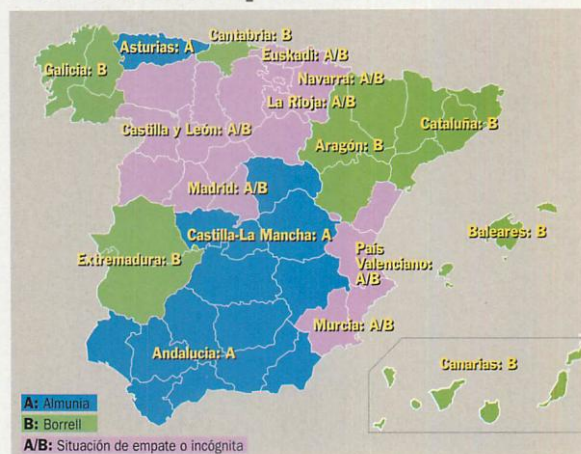 Cantabria: B
Asturias: A
Euskadi: A/B
Galicia: B
Navarra: A/B
La Rioja: A/B
Cataluña: B
Castilla y León: A/B
Aragón: B
Madrid: A/B
Castilla-La Mancha: A
Baleares: B
Extremadura: B
País
Valenciano:
A/B
Murcia: A/B
Andalucía: A
Canarias: B
A: Almunia
B: Borrell
A/B: Situación de empate o incógnita